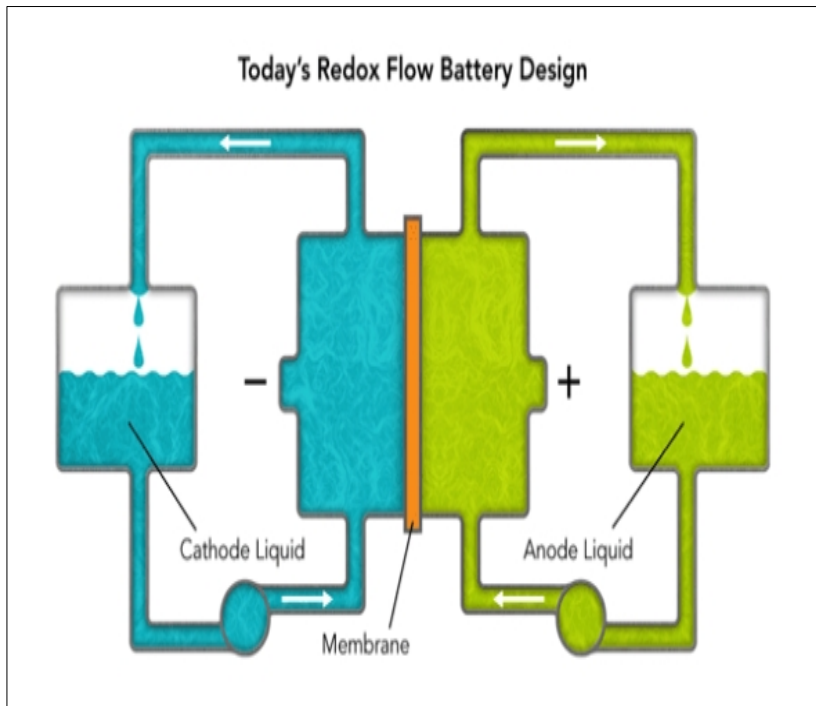 Today's Redox Flow Battery Design
−
+
Cathode Liquid
Anode Liquid
Membrane